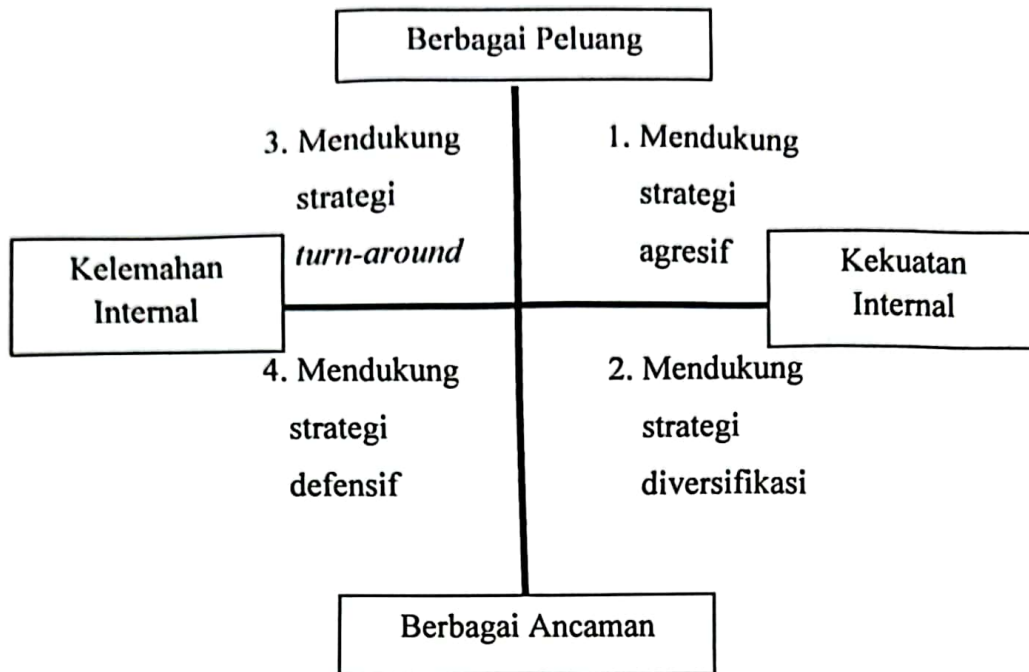 Berbagai Peluang
3. Mendukung
strategi
turn-around
1. Mendukung
strategi
agresif
Kelemahan
Internal
Kekuatan
Internal
4. Mendukung
strategi
defensif
2. Mendukung
strategi
diversifikasi
Berbagai Ancaman